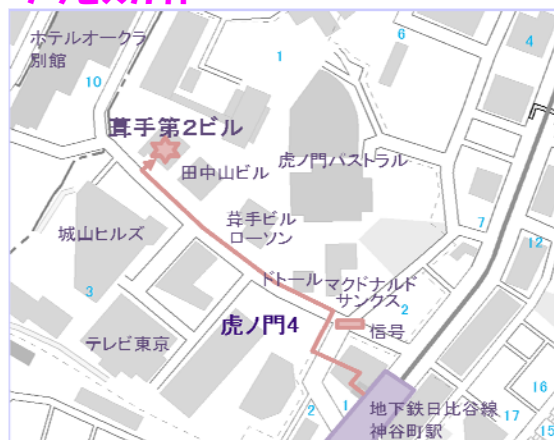 ホテルオークラ
別館
6
4
1
10
葺手第2ビル
虎ノ門パストラル
田中山ビル
7
葺手ビル
ローソン
城山ヒルズ
12
ドトール
マクドナルド
サンクス
3
2
虎ノ門4
信号
テレビ東京
16
1
2
地下鉄日比谷線
神谷町駅
17
15